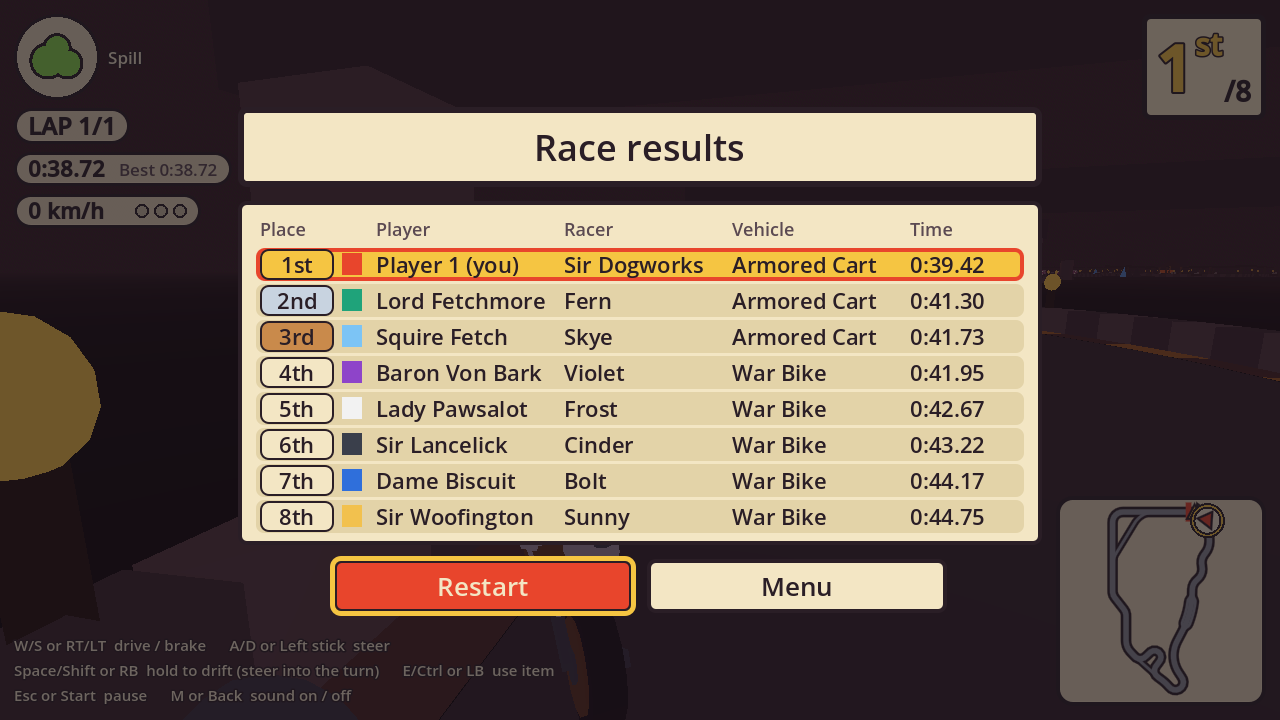 Spill
1st /8
LAP 1/1
0:38.72 Best 0:38.72
0 km/h
Race results
Place Player Racer Vehicle Time
1st Player 1 (you) Sir Dogworks Armored Cart 0:39.42
2nd Lord Fetchmore Fern Armored Cart 0:41.30
3rd Squire Fetch Skye Armored Cart 0:41.73
4th Baron Von Bark Violet War Bike 0:41.95
5th Lady Pawsalot Frost War Bike 0:42.67
6th Sir Lancelick Cinder War Bike 0:43.22
7th Dame Biscuit Bolt War Bike 0:44.17
8th Sir Woofington Sunny War Bike 0:44.75
Restart Menu
W/S or RT/LT drive / brake A/D or Left stick steer
Space/Shift or RB hold to drift (steer into the turn) E/Ctrl or LB use item
Esc or Start pause M or Back sound on / off